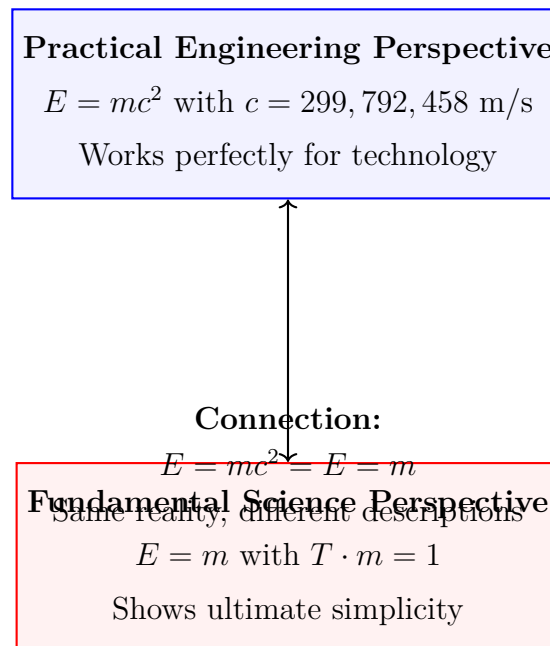 Practical Engineering Perspective
E = mc² with c = 299,792,458 m/s
Works perfectly for technology
Connection:
E = mc² = E = m
Same reality, different descriptions
Fundamental Science Perspective
E = m with T · m = 1
Shows ultimate simplicity